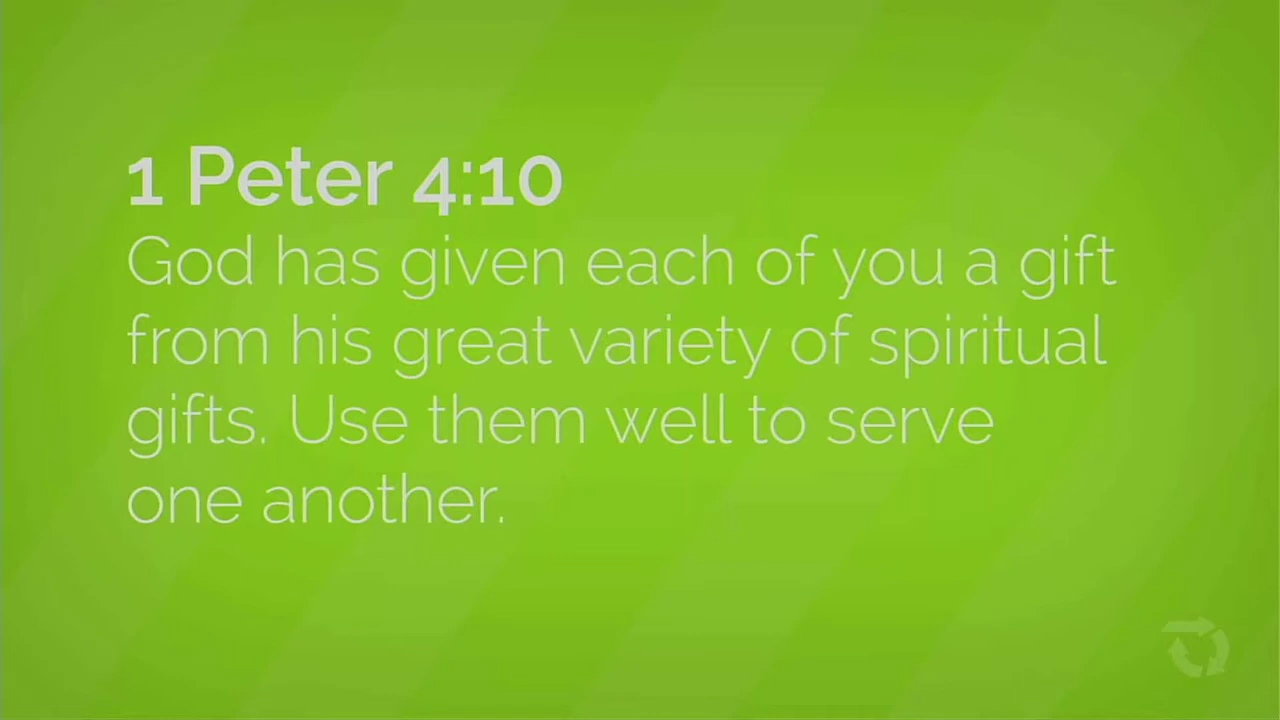 1 Peter 4:10
God has given each of you a gift
from his great variety of spiritual
gifts. Use them well to serve
one another.